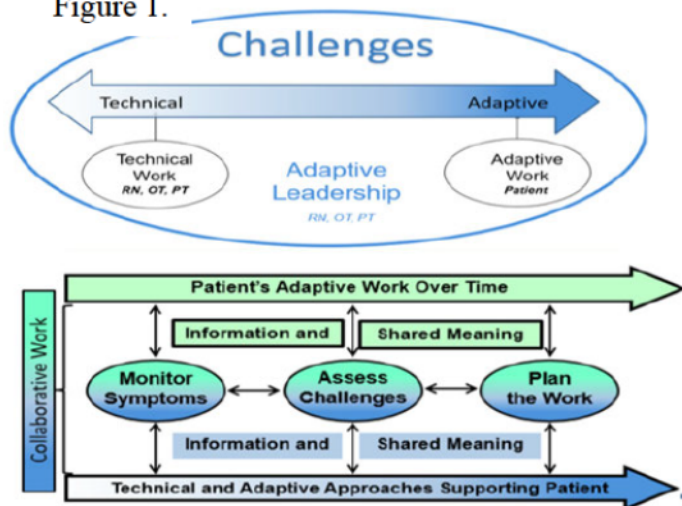 Figure 1.
Challenges
Technical
Adaptive
Technical
Work
RN, OT, PT
Adaptive
Leadership
RN, OT, PT
Adaptive
Work
Patient
Collaborative Work
Patient's Adaptive Work Over Time
Information and
Shared Meaning
Monitor
Symptoms
Assess
Challenges
Plan
the Work
Information and
Shared Meaning
Technical and Adaptive Approaches Supporting Patient